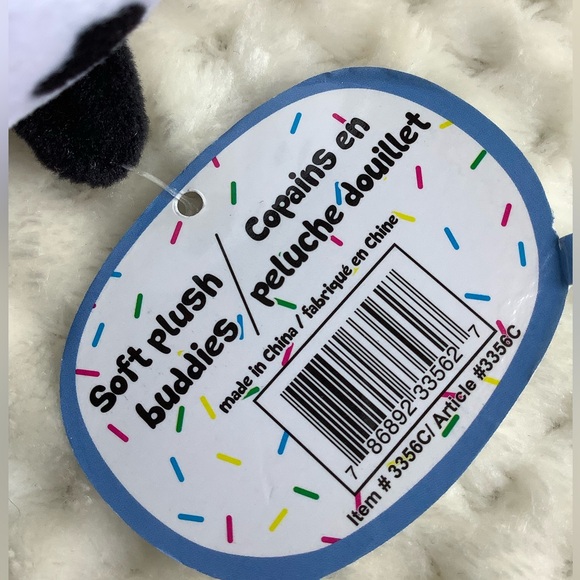 Soft plush
buddies
/
Copains en
peluche douillet
made in China / fabriqué en Chine
7 86892 33562 7
Item # 3356C/ Article #3356C